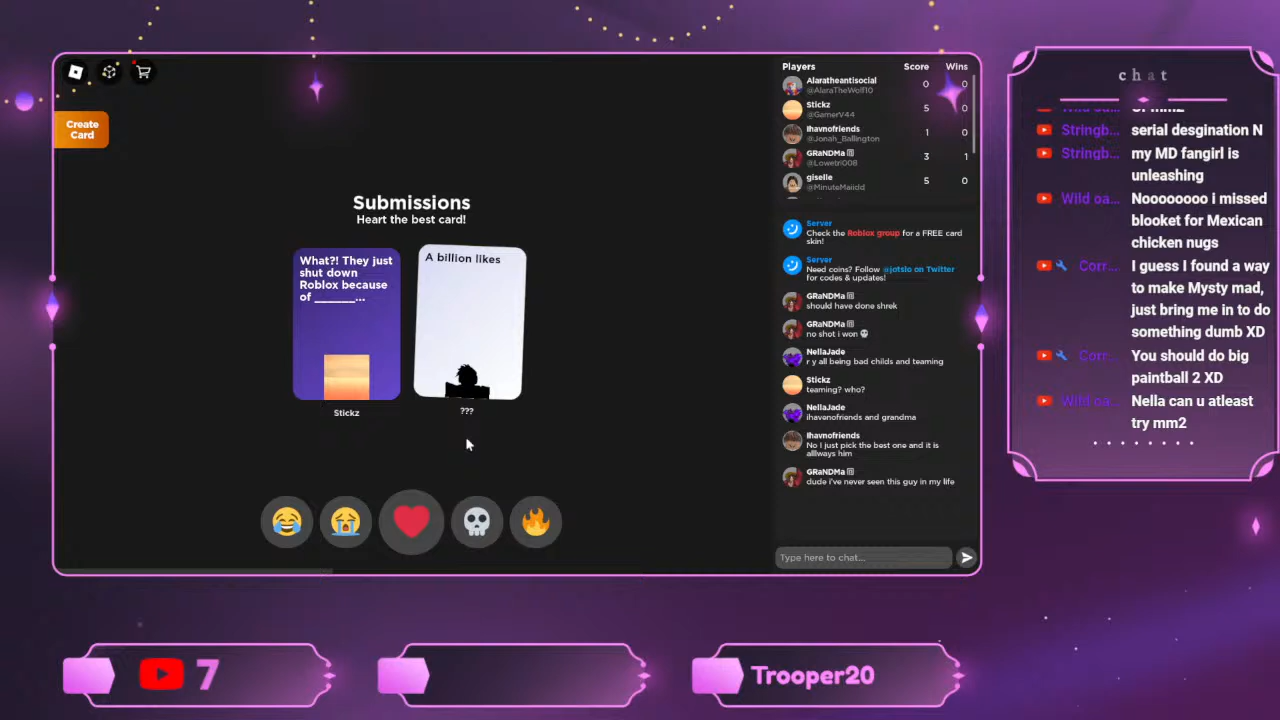 Create
Card
Submissions
Heart the best card!
What?! They just
shut down
Roblox because
of _______...
Stickz
A billion likes
???
Players Score Wins
Alaratheantisocial 0 0
@AlaraTheWolf10
Stickz 5 0
@GamerV44
Ihavnofriends 1 0
@Jonah_Ballington
GRaNDMa 3 1
@Lowetri008
giselle 5 0
@MinuteMaiidd
Server
Check the Roblox group for a FREE card
skin!
Server
Need coins? Follow @jotslo on Twitter
for codes & updates!
GRaNDMa
should have done shrek
GRaNDMa
no shot i won 💀
NellaJade
r y all being bad childs and teaming
Stickz
teaming? who?
NellaJade
ihavenofriends and grandma
Ihavnofriends
No I just pick the best one and it is
alllways him
GRaNDMa
dude i've never seen this guy in my life
Type here to chat...
chat
Stringb... serial desgination N
Stringb... my MD fangirl is
unleashing
Wild oa... Nooooooo i missed
blooket for Mexican
chicken nugs
Corr... I guess I found a way
to make Mysty mad,
just bring me in to do
something dumb XD
Corr... You should do big
paintball 2 XD
Wild oa... Nella can u atleast
try mm2
7
Trooper20